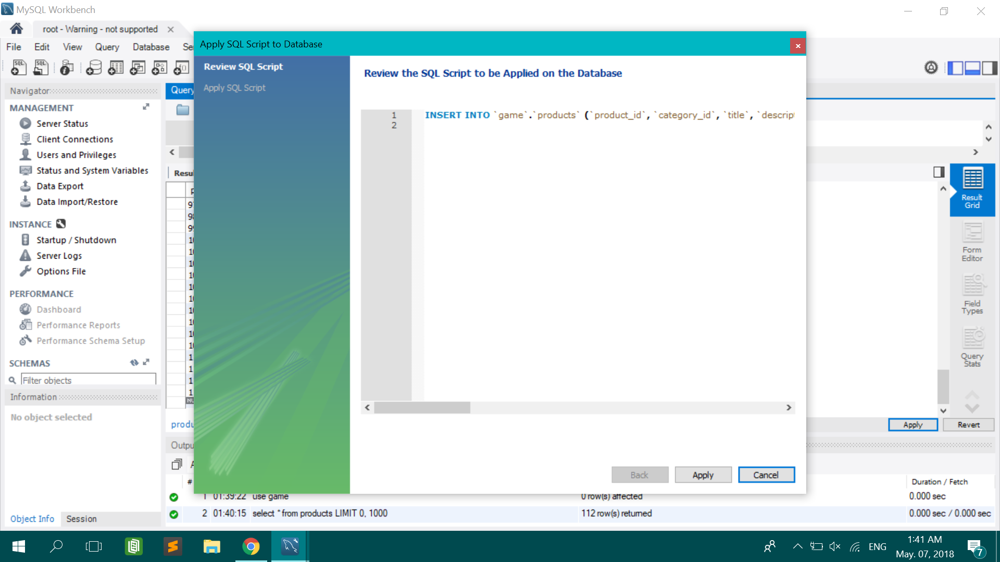 MySQL Workbench
root - Warning - not supported
File Edit View Query Database
Apply SQL Script to Database
Review SQL Script
Apply SQL Script
Review the SQL Script to be Applied on the Database
1 INSERT INTO `game`.`products` (`product_id`, `category_id`, `title`, `descrip
2
Back Apply Cancel
Navigator
MANAGEMENT
Server Status
Client Connections
Users and Privileges
Status and System Variables
Data Export
Data Import/Restore
INSTANCE
Startup / Shutdown
Server Logs
Options File
PERFORMANCE
Dashboard
Performance Reports
Performance Schema Setup
SCHEMAS
Filter objects
Information
No object selected
Object Info Session
Query
Result
Grid
Form
Editor
Field
Types
Query
Stats
Apply Revert
# Duration / Fetch
1 01:39:22 use game 0 row(s) affected 0.000 sec
2 01:40:15 select * from products LIMIT 0, 1000 112 row(s) returned 0.000 sec / 0.000 sec
ENG
1:41 AM
May. 07, 2018
7